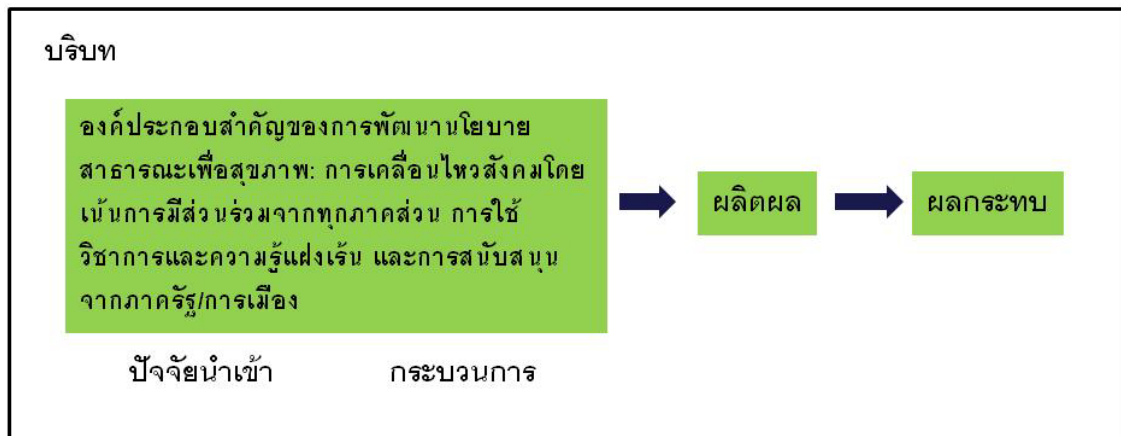 บริบท
องค์ประกอบสำคัญของการพัฒนานโยบาย
สาธารณะเพื่อสุขภาพ: การเคลื่อนไหวสังคมโดย
เน้นการมีส่วนร่วมจากทุกภาคส่วน การใช้
วิชาการและความรู้แฝงเร้น และการสนับสนุน
จากภาครัฐ/การเมือง
ผลิตผล
ผลกระทบ
ปัจจัยนำเข้า กระบวนการ